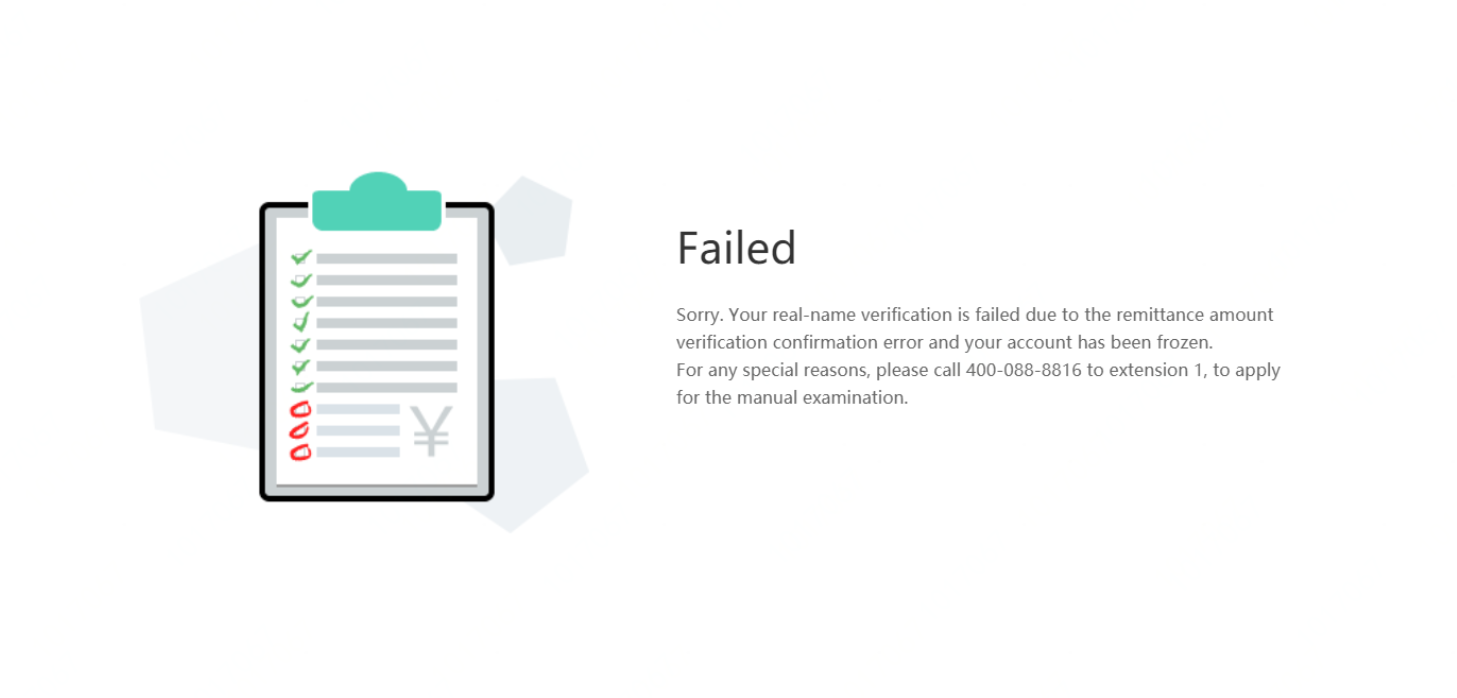 Failed
Sorry. Your real-name verification is failed due to the remittance amount
verification confirmation error and your account has been frozen.
For any special reasons, please call 400-088-8816 to extension 1, to apply
for the manual examination.
¥